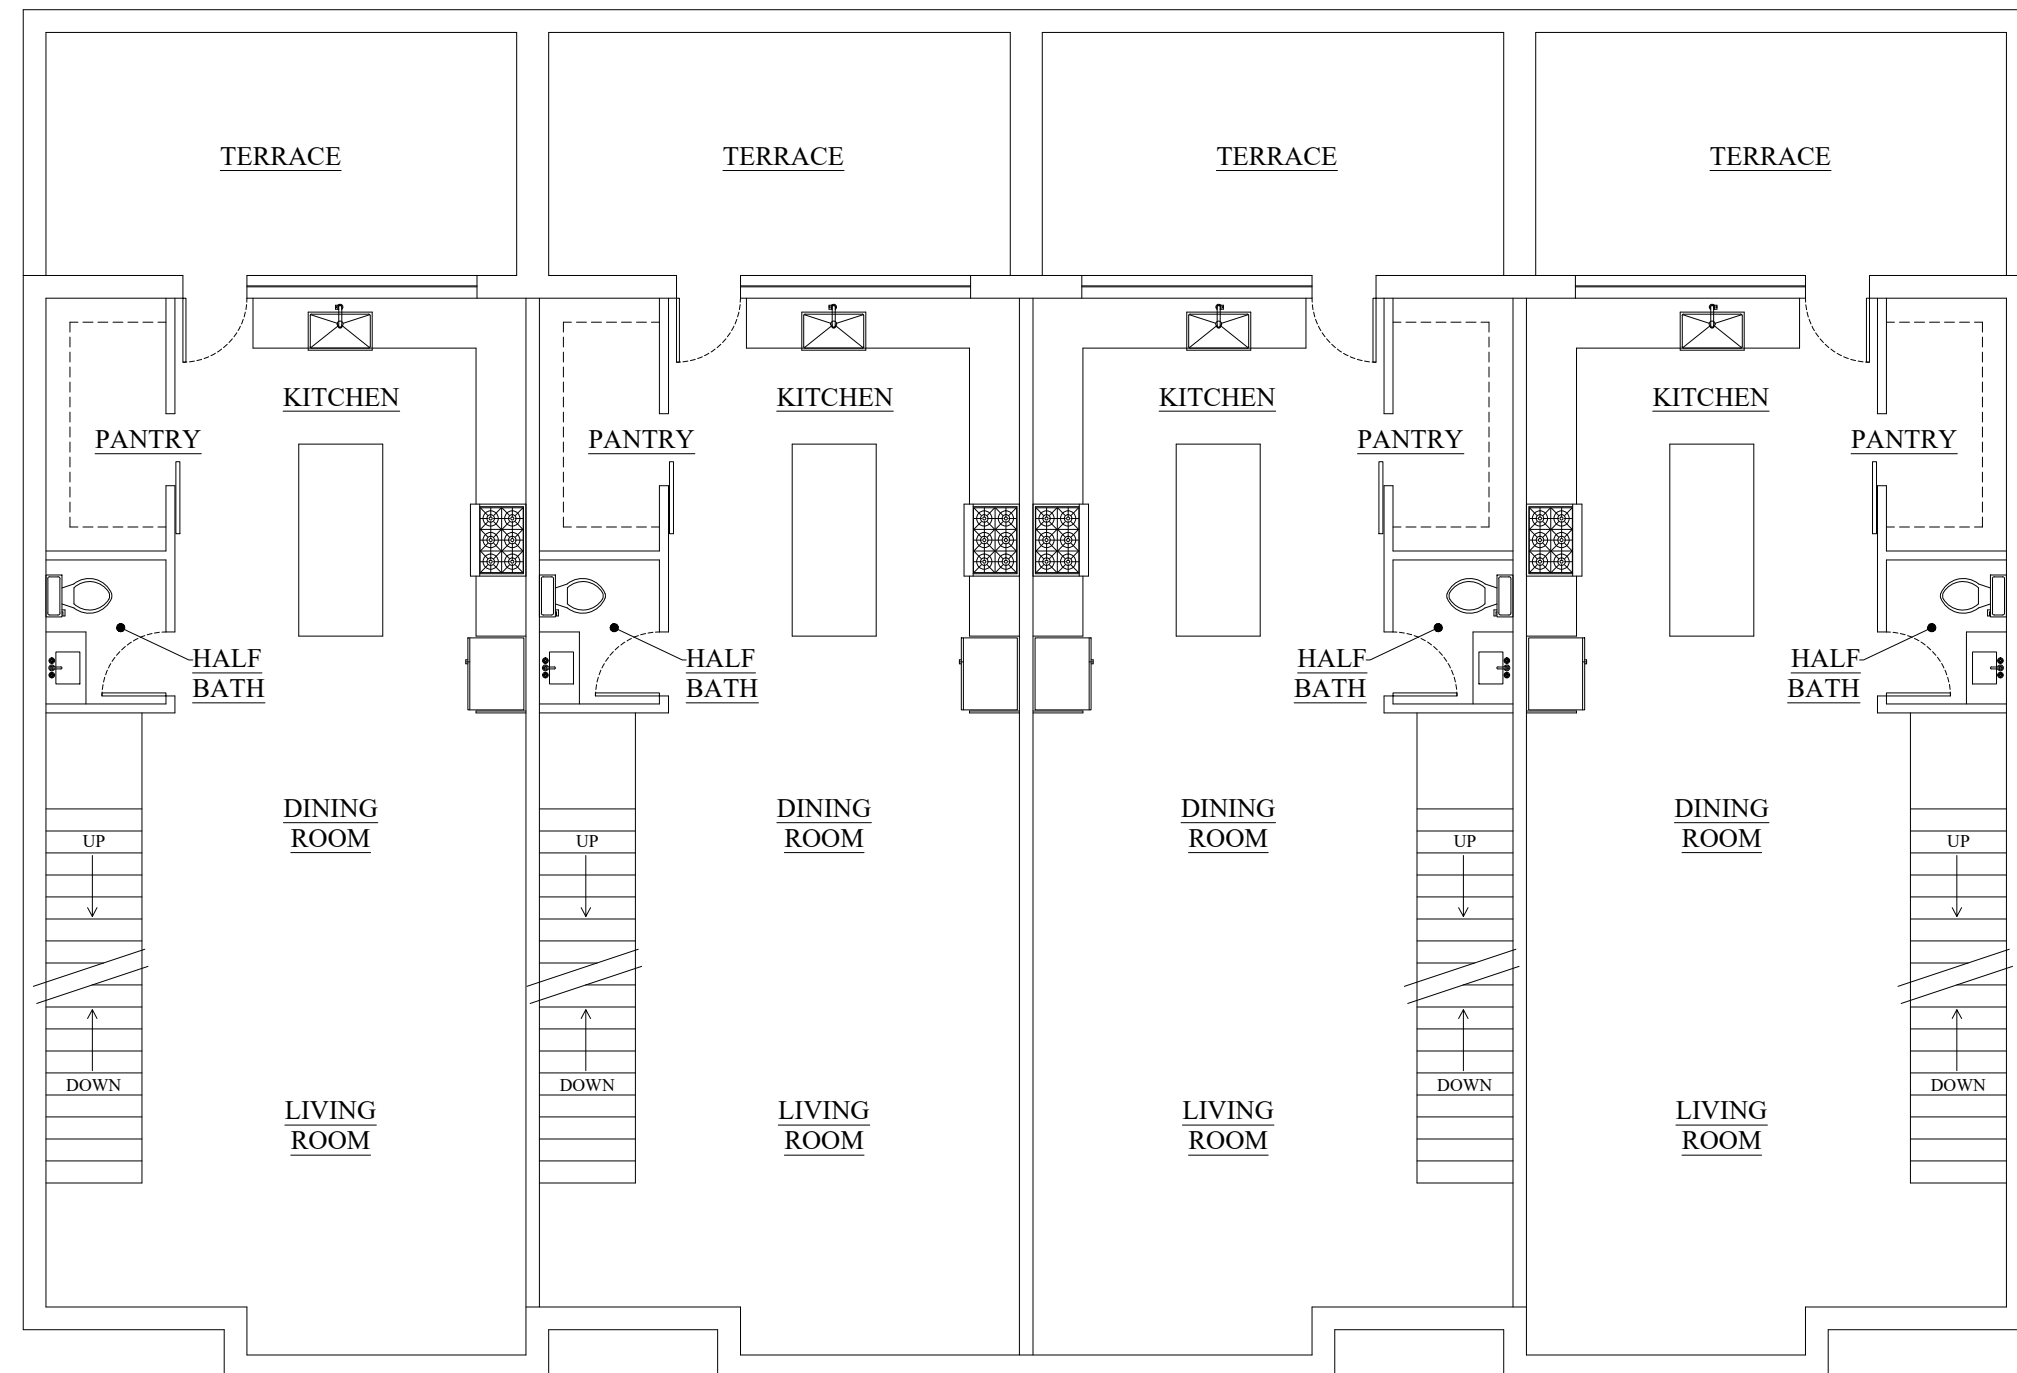 TERRACE TERRACE TERRACE TERRACE
KITCHEN KITCHEN KITCHEN KITCHEN
PANTRY PANTRY PANTRY PANTRY
HALF HALF HALF HALF
BATH BATH BATH BATH
DINING DINING DINING DINING
ROOM ROOM ROOM ROOM
UP UP UP UP
DOWN DOWN DOWN DOWN
LIVING LIVING LIVING LIVING
ROOM ROOM ROOM ROOM